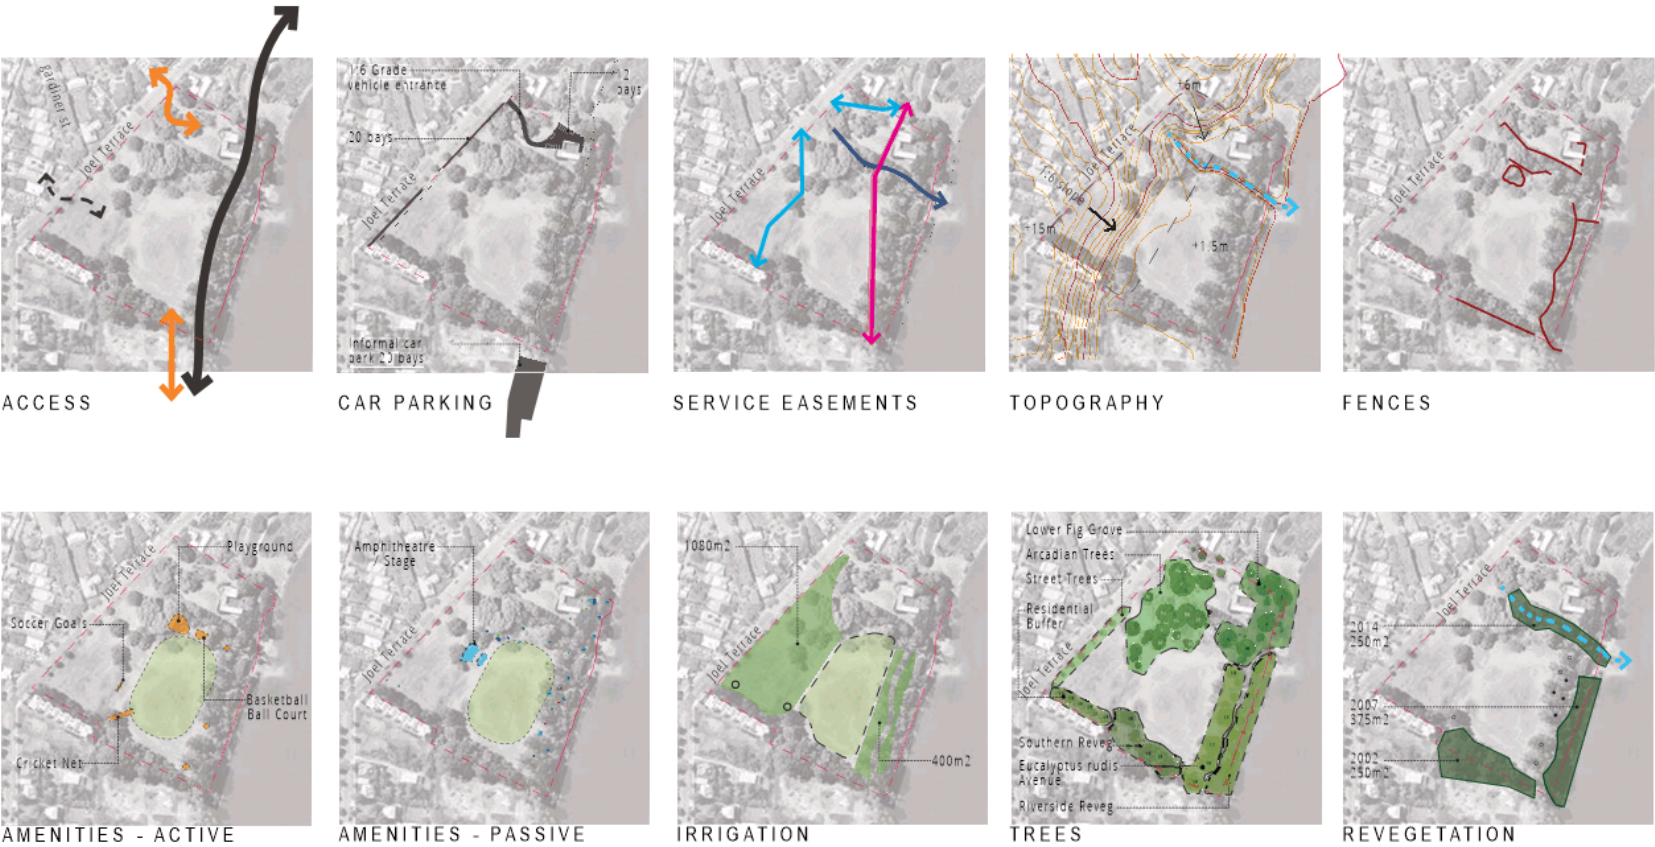 gardiner st
Joel Terrace
ACCESS
1:6 Grade
vehicle entrance
12
bays
20 bays
Joel Terrace
Informal car
park 20 bays
CAR PARKING
Joel Terrace
SERVICE EASEMENTS
+6m
Joel Terrace
1:6 slope
+15m
+1.5m
TOPOGRAPHY
Joel Terrace
FENCES
Playground
Joel Terrace
Soccer Goals
Basketball
Ball Court
Cricket Net
AMENITIES - ACTIVE
Amphitheatre
/ Stage
Joel Terrace
AMENITIES - PASSIVE
1080m2
Joel Terrace
400m2
IRRIGATION
Lower Fig Grove
Arcadian Trees
Street Trees
Residential
Buffer
Joel Terrace
Southern Reveg
Eucalyptus rudis
Avenue
Riverside Reveg
TREES
Joel Terrace
2014
250m2
2007
375m2
2002
250m2
REVEGETATION